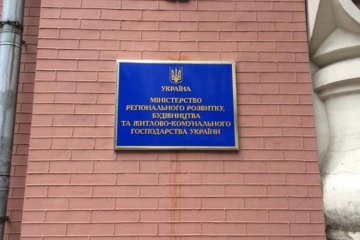 УКРАЇНА
МІНІСТЕРСТВО
РЕГІОНАЛЬНОГО РОЗВИТКУ,
БУДІВНИЦТВА
ТА ЖИТЛОВО-КОМУНАЛЬНОГО
ГОСПОДАРСТВА УКРАЇНИ